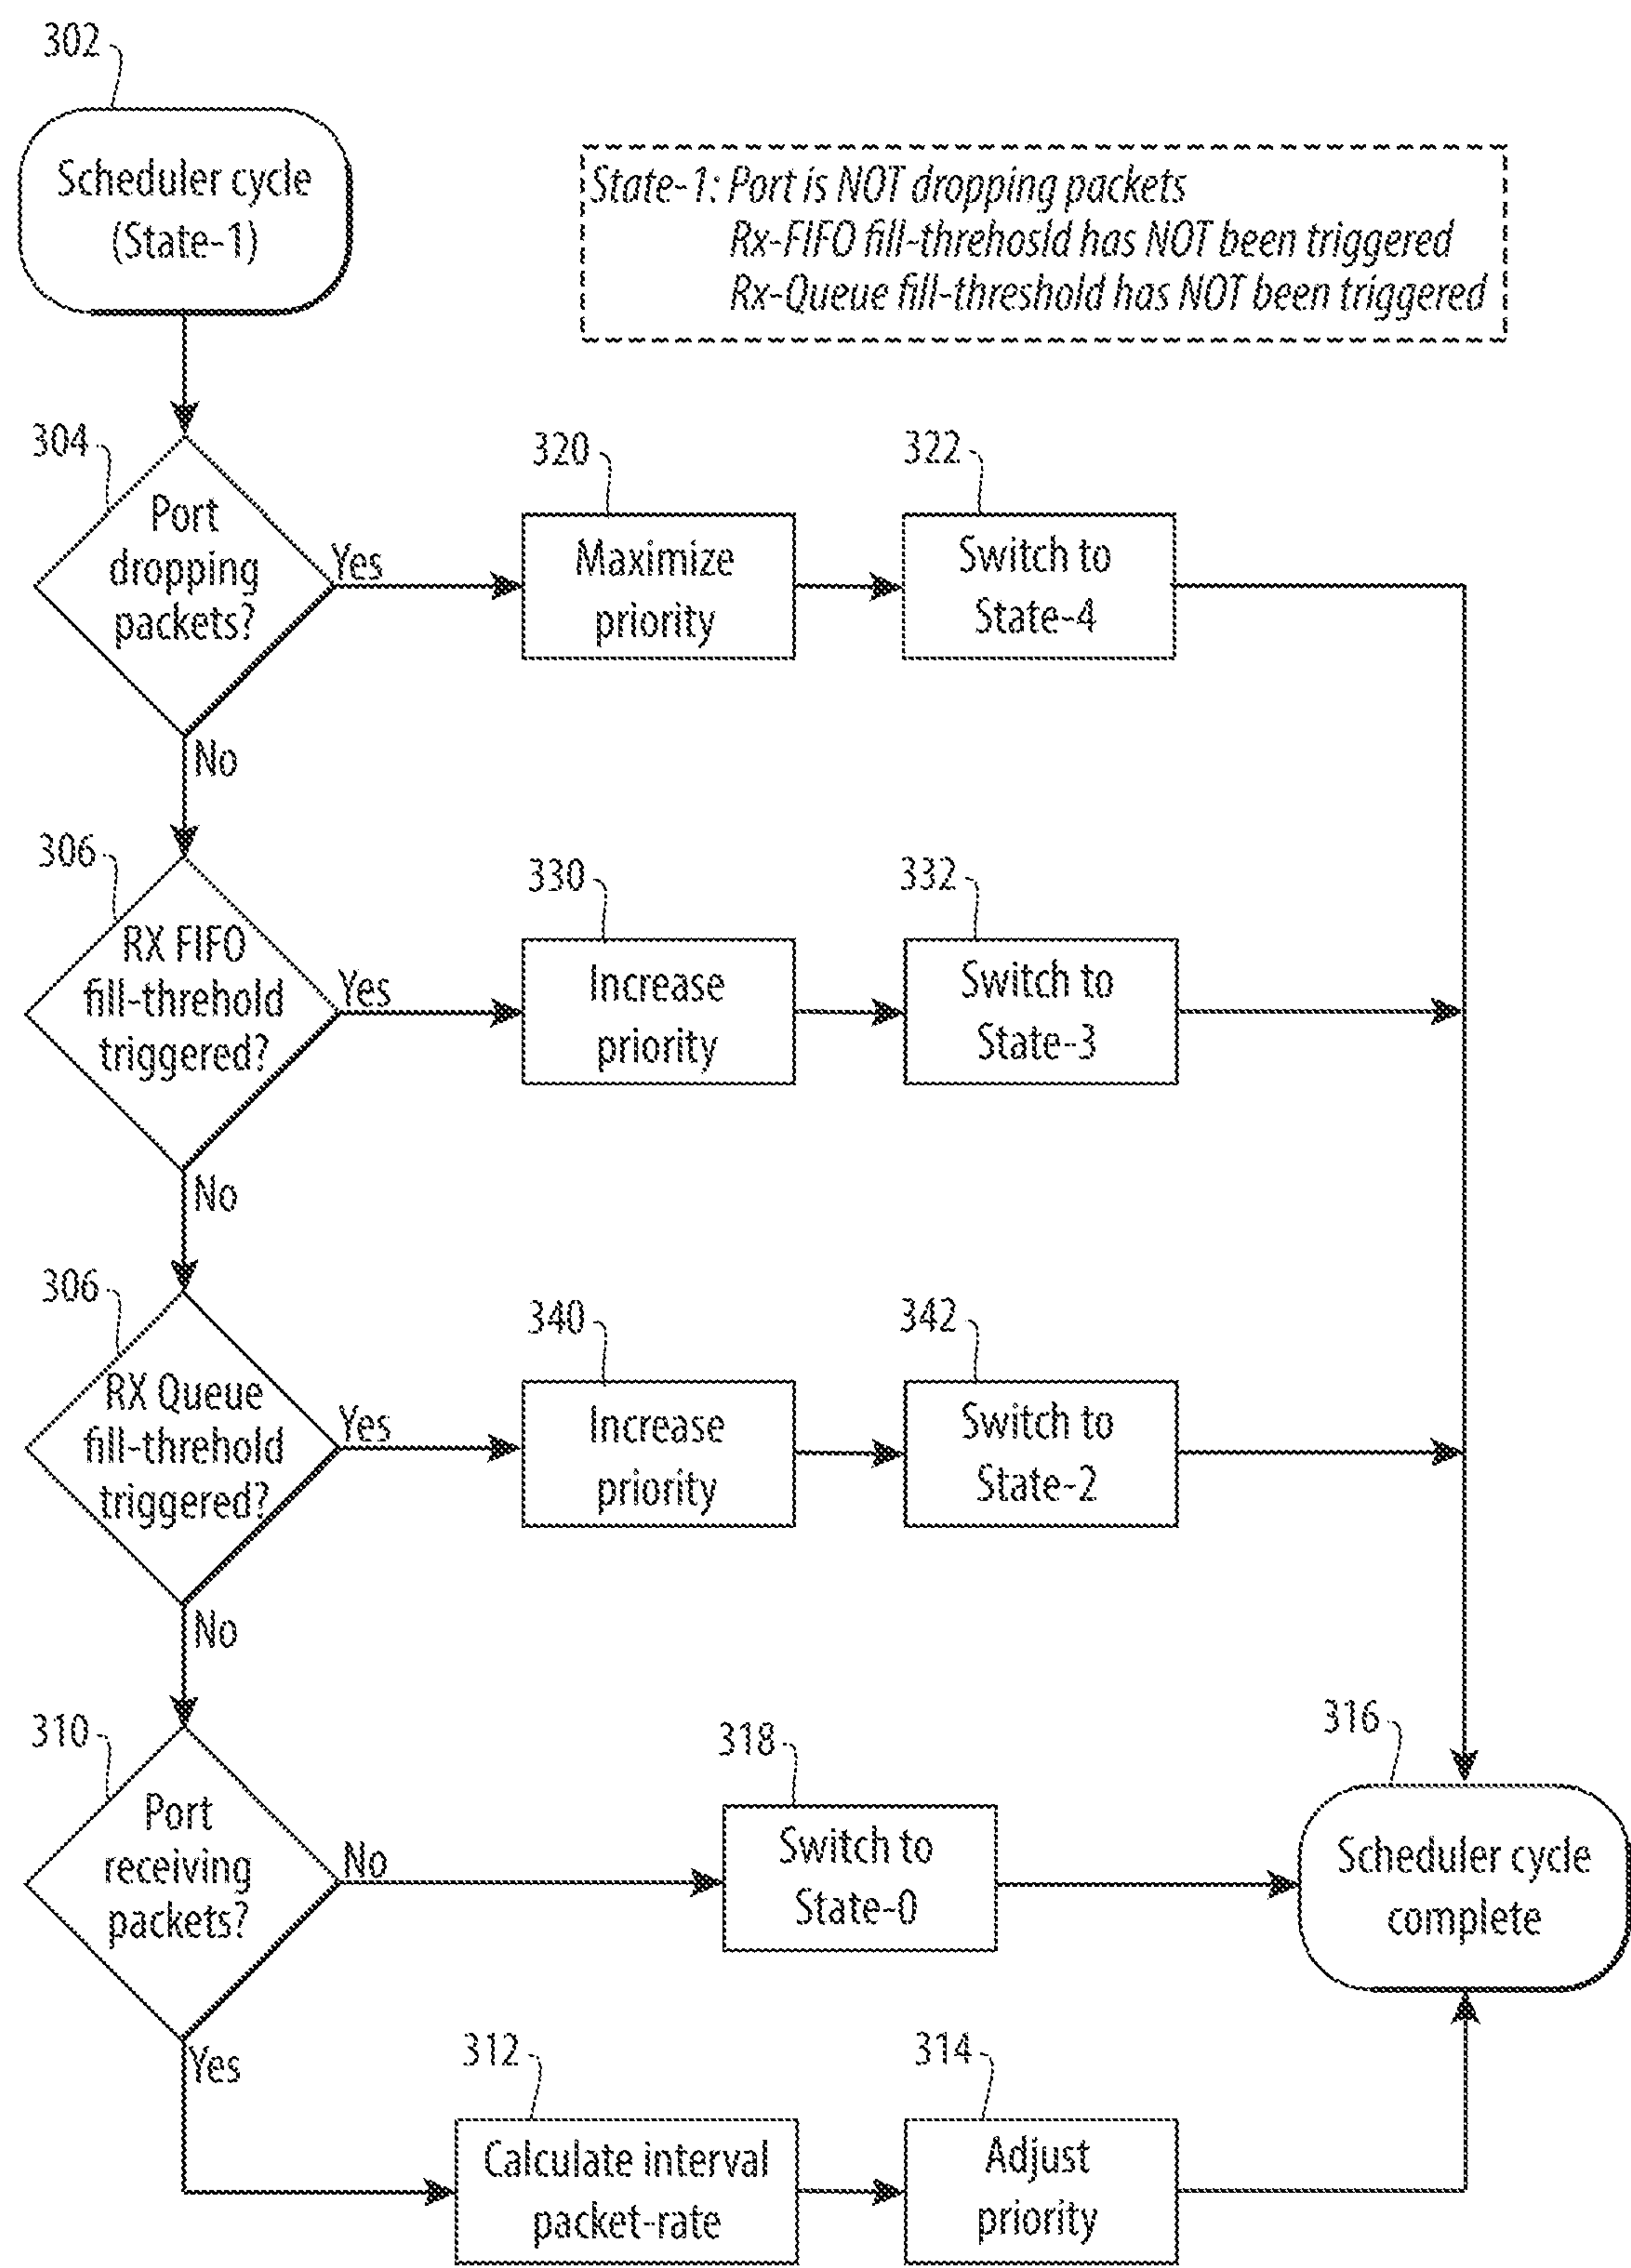 302
Scheduler cycle
(State-1)
State-1: Port is NOT dropping packets
Rx-FIFO fill-threhosld has NOT been triggered
Rx-Queue fill-threshold has NOT been triggered
304
Port
dropping
packets?
Yes
No
320
Maximize
priority
322
Switch to
State-4
306
RX FIFO
fill-threhold
triggered?
Yes
No
330
Increase
priority
332
Switch to
State-3
306
RX Queue
fill-threhold
triggered?
Yes
No
340
Increase
priority
342
Switch to
State-2
310
Port
receiving
packets?
No
Yes
318
Switch to
State-0
316
Scheduler cycle
complete
312
Calculate interval
packet-rate
314
Adjust
priority